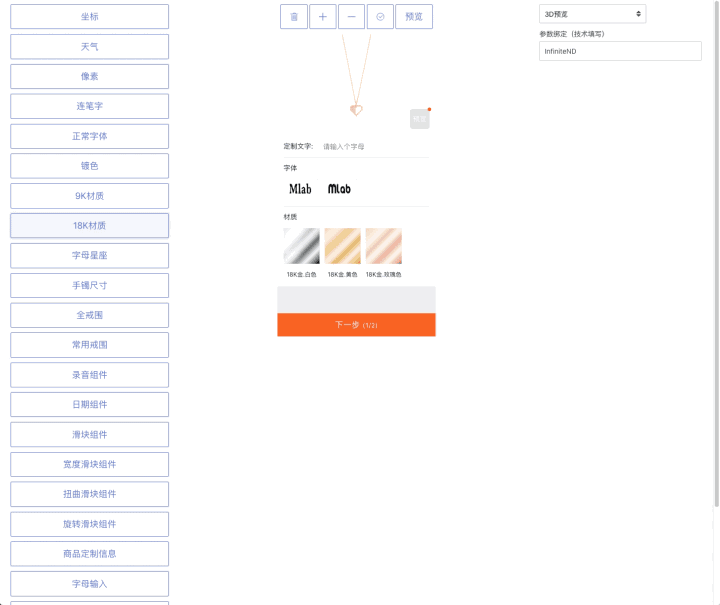 坐标
天气
像素
连笔字
正常字体
镀色
9K材质
18K材质
字母星座
手镯尺寸
全戒围
常用戒围
录音组件
日期组件
滑块组件
宽度滑块组件
扭曲滑块组件
旋转滑块组件
商品定制信息
字母输入
预览
预览
定制文字: 请输入个字母
字体
Mlab Mlab
材质
18K金.白色 18K金.黄色 18K金.玫瑰色
下一步 (1/2)
3D预览
参数绑定（技术填写）
InfiniteND